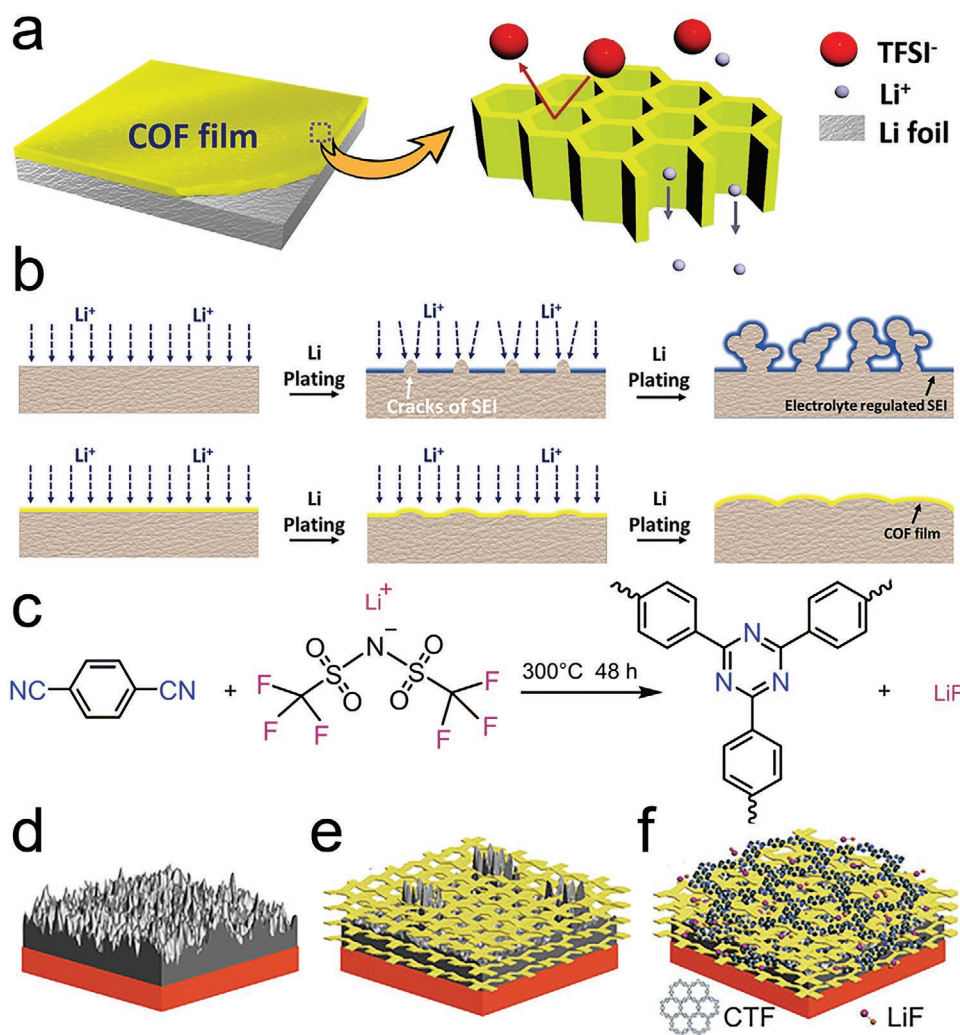 a
COF film
TFSI⁻
Li⁺
Li foil
b
Li⁺ Li⁺
Li
Plating
Li⁺ Li⁺
Cracks of SEI
Li
Plating
Electrolyte regulated SEI
Li⁺ Li⁺
Li
Plating
Li⁺ Li⁺
Li
Plating
COF film
c
NC CN
+
Li⁺
O O
N⁻
S S
O O
F F
F F
F F
300°C 48 h
N N
N
+
LiF
d
e
f
CTF
LiF